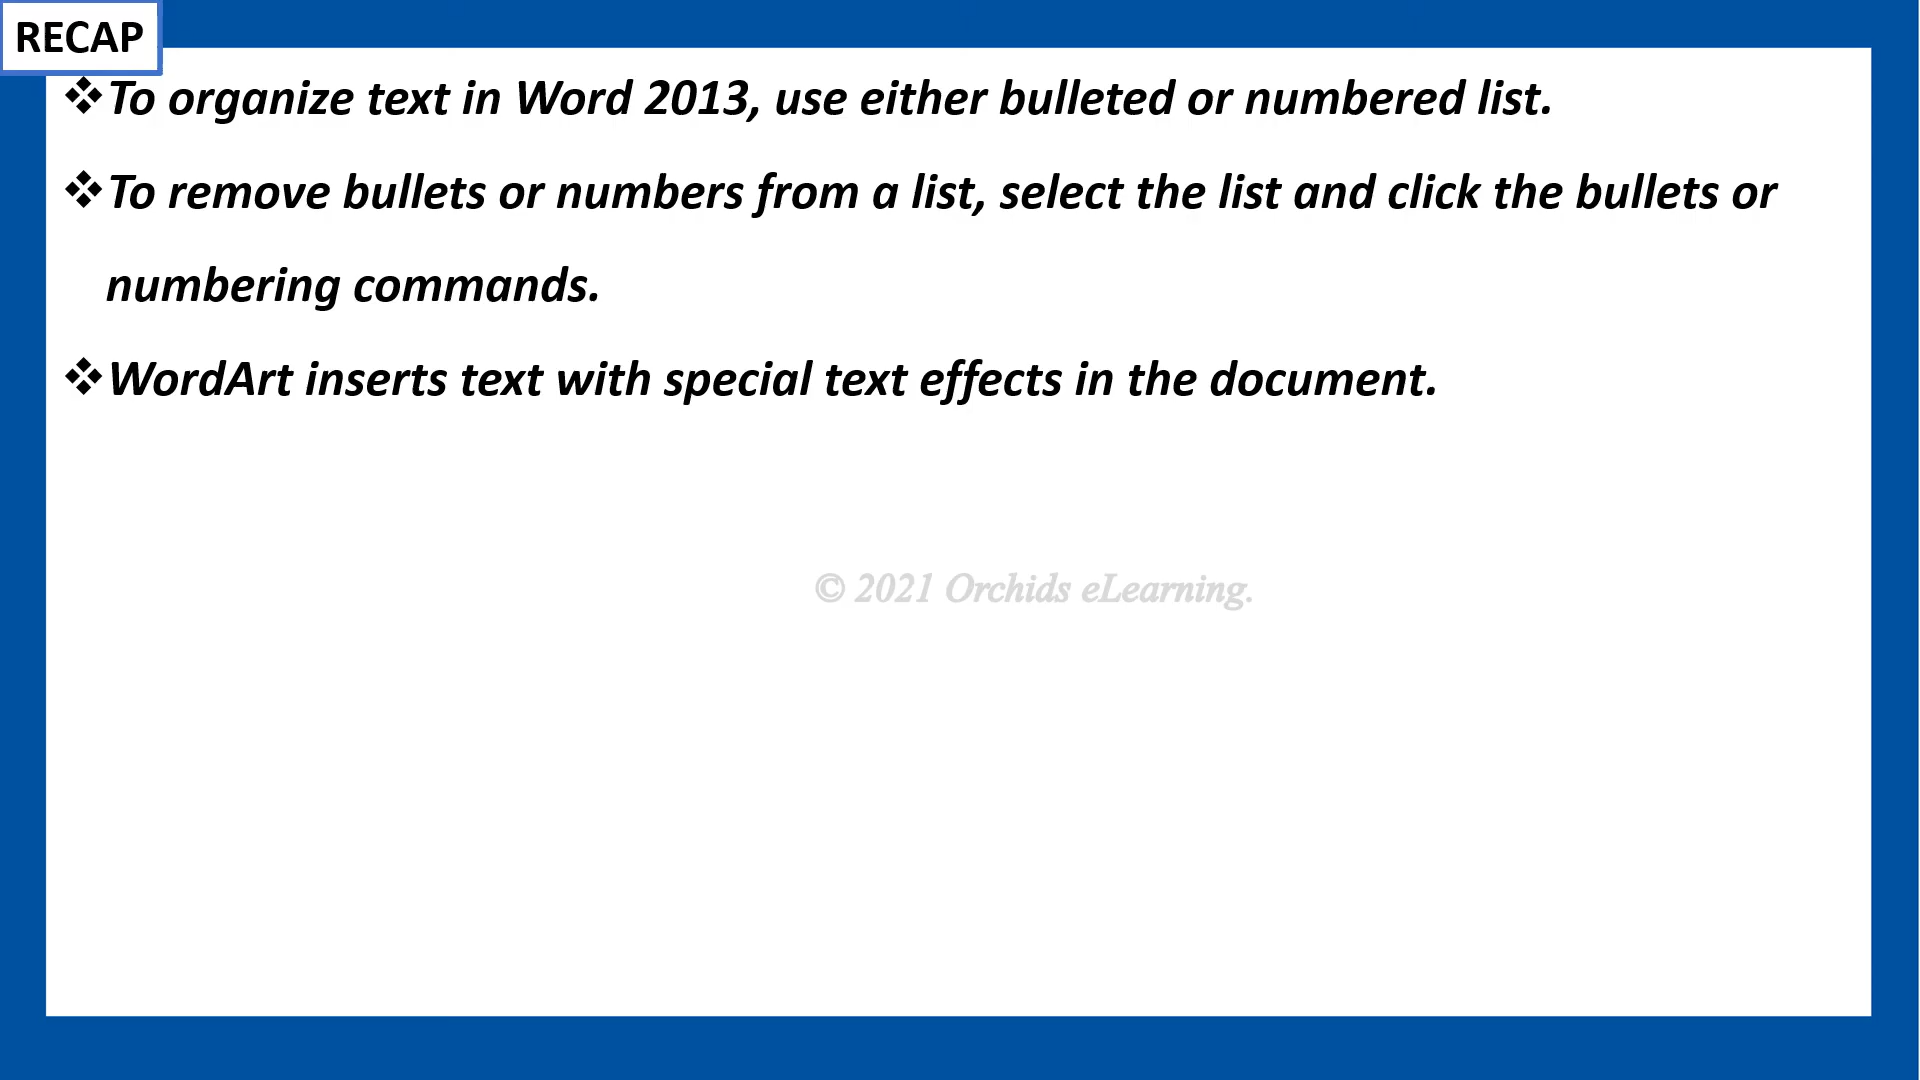 RECAP
❖To organize text in Word 2013, use either bulleted or numbered list.
❖To remove bullets or numbers from a list, select the list and click the bullets or
numbering commands.
❖WordArt inserts text with special text effects in the document.
© 2021 Orchids eLearning.